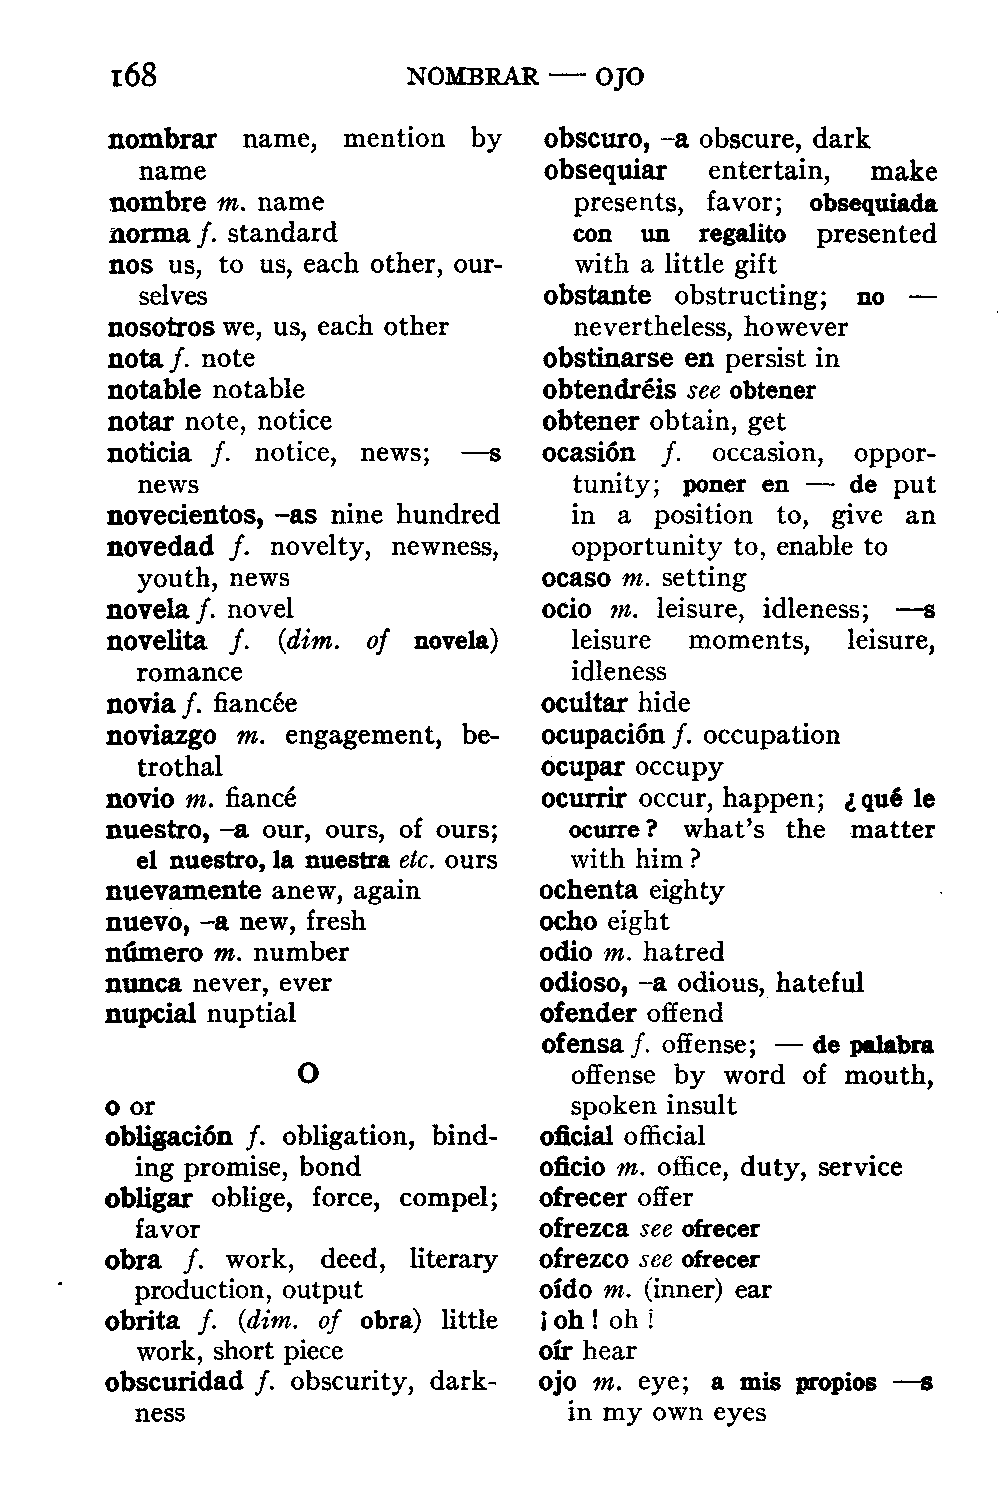 168 NOMBRAR — OJO
nombrar name, mention by
name
nombre m. name
norma f. standard
nos us, to us, each other, our-
selves
nosotros we, us, each other
nota f. note
notable notable
notar note, notice
noticia f. notice, news; —s
news
novecientos, –as nine hundred
novedad f. novelty, newness,
youth, news
novela f. novel
novelita f. (dim. of novela)
romance
novia f. fiancée
noviazgo m. engagement, be-
trothal
novio m. fiancé
nuestro, –a our, ours, of ours;
el nuestro, la nuestra etc. ours
nuevamente anew, again
nuevo, –a new, fresh
número m. number
nunca never, ever
nupcial nuptial
O
o or
obligación f. obligation, bind-
ing promise, bond
obligar oblige, force, compel;
favor
obra f. work, deed, literary
production, output
obrita f. (dim. of obra) little
work, short piece
obscuridad f. obscurity, dark-
ness
obscuro, –a obscure, dark
obsequiar entertain, make
presents, favor; obsequiada
con un regalito presented
with a little gift
obstante obstructing; no —
nevertheless, however
obstinarse en persist in
obtendréis see obtener
obtener obtain, get
ocasión f. occasion, oppor-
tunity; poner en — de put
in a position to, give an
opportunity to, enable to
ocaso m. setting
ocio m. leisure, idleness; —s
leisure moments, leisure,
idleness
ocultar hide
ocupación f. occupation
ocupar occupy
ocurrir occur, happen; ¿qué le
ocurre? what's the matter
with him?
ochenta eighty
ocho eight
odio m. hatred
odioso, –a odious, hateful
ofender offend
ofensa f. offense; — de palabra
offense by word of mouth,
spoken insult
oficial official
oficio m. office, duty, service
ofrecer offer
ofrezca see ofrecer
ofrezco see ofrecer
oído m. (inner) ear
¡oh! oh!
oír hear
ojo m. eye; a mis propios —s
in my own eyes